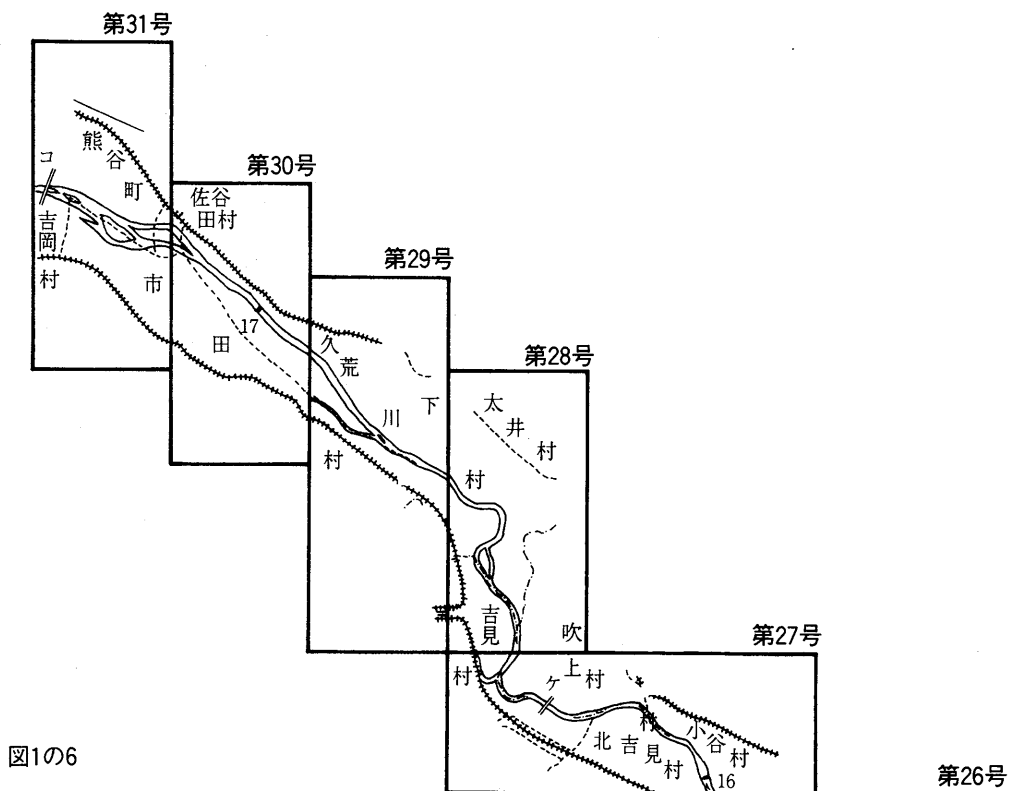 第31号
熊谷町
コ
吉岡村
第30号
佐谷
田村
市田村
17
第29号
久下村
荒川
第28号
太井村
吉見村
吹上村
第27号
ケ
村
小谷村
北吉見村
16
第26号
図1の6